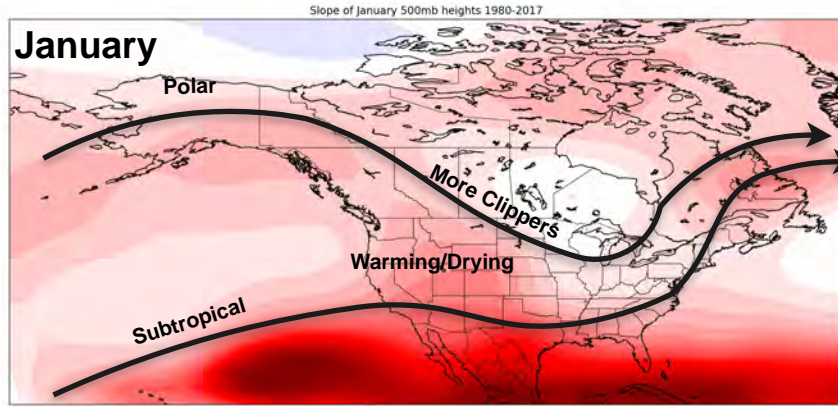 Slope of January 500mb heights 1980-2017
January
Polar
More Clippers
Warming/Drying
Subtropical